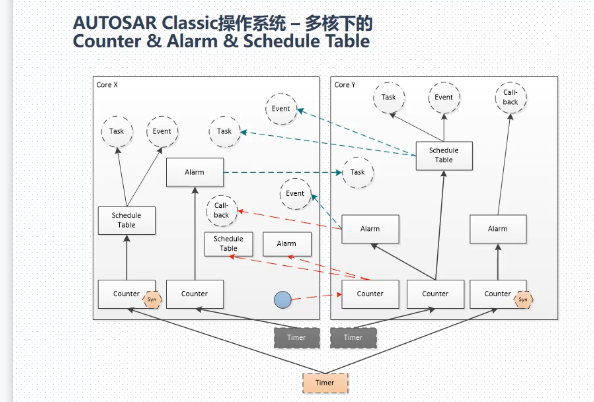 AUTOSAR Classic操作系统 – 多核下的
Counter & Alarm & Schedule Table
Core X
Core Y
Event
Task
Event
Call-
back
Task
Event
Task
Schedule
Table
Alarm
Task
Event
Call-
back
Schedule
Table
Alarm
Alarm
Schedule
Table
Alarm
Counter
Syn
Counter
Counter
Counter
Counter
Syn
Timer
Timer
Timer